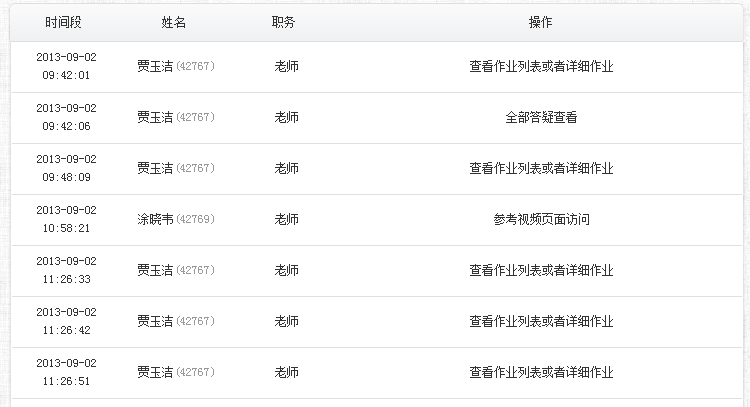 时间段 姓名 职务 操作
2013-09-02
09:42:01
贾玉洁(42767) 老师 查看作业列表或者详细作业
2013-09-02
09:42:06
贾玉洁(42767) 老师 全部答疑查看
2013-09-02
09:48:09
贾玉洁(42767) 老师 查看作业列表或者详细作业
2013-09-02
10:58:21
涂晓韦(42769) 老师 参考视频页面访问
2013-09-02
11:26:33
贾玉洁(42767) 老师 查看作业列表或者详细作业
2013-09-02
11:26:42
贾玉洁(42767) 老师 查看作业列表或者详细作业
2013-09-02
11:26:51
贾玉洁(42767) 老师 查看作业列表或者详细作业